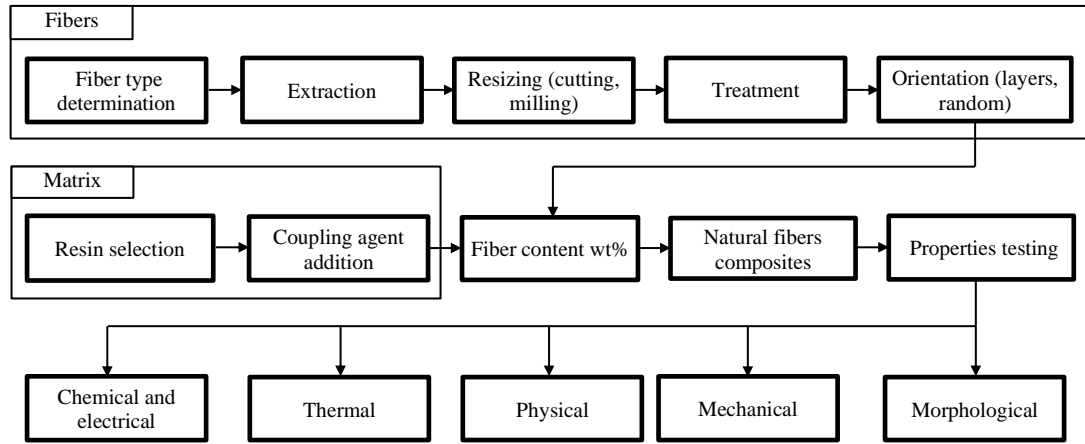 Fibers
Fiber type
determination
Extraction
Resizing (cutting,
milling)
Treatment
Orientation (layers,
random)
Matrix
Resin selection
Coupling agent
addition
Fiber content wt%
Natural fibers
composites
Properties testing
Chemical and
electrical
Thermal
Physical
Mechanical
Morphological